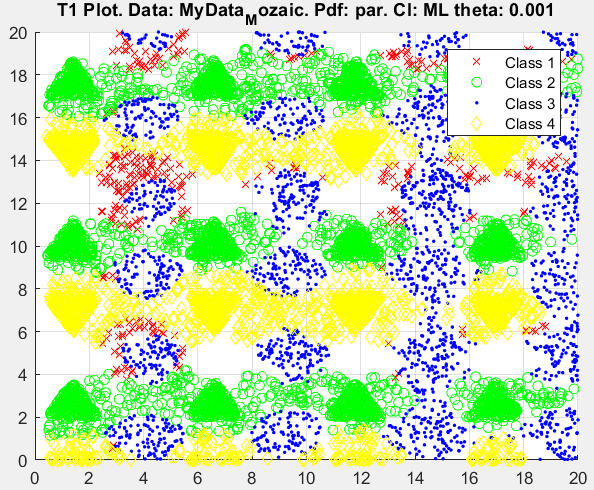 T1 Plot. Data: MyData_Mozaic. Pdf: par. Cl: ML theta: 0.001
20
18
16
14
12
10
8
6
4
2
0
Class 1
Class 2
Class 3
Class 4
0 2 4 6 8 10 12 14 16 18 20